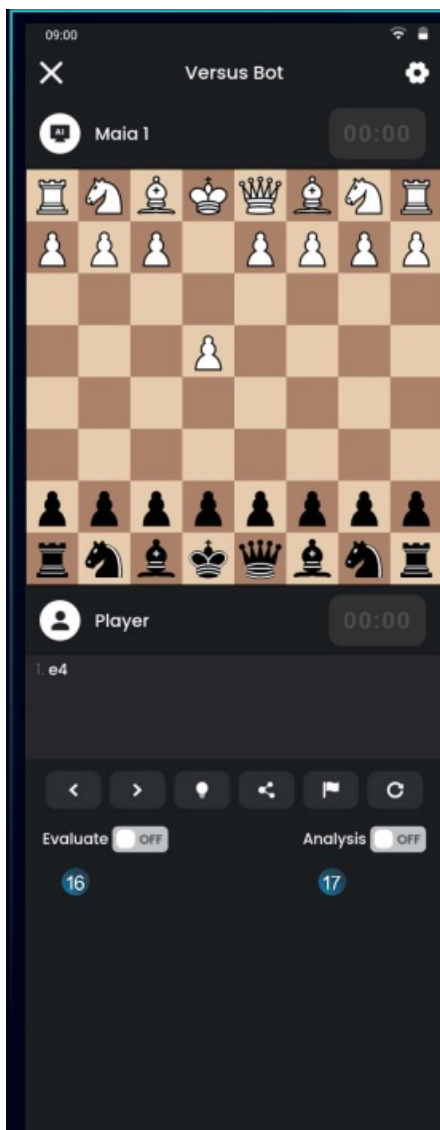 09:00
Versus Bot
AI Maia 1 00:00
Player 00:00
1. e4
Evaluate OFF Analysis OFF
16 17